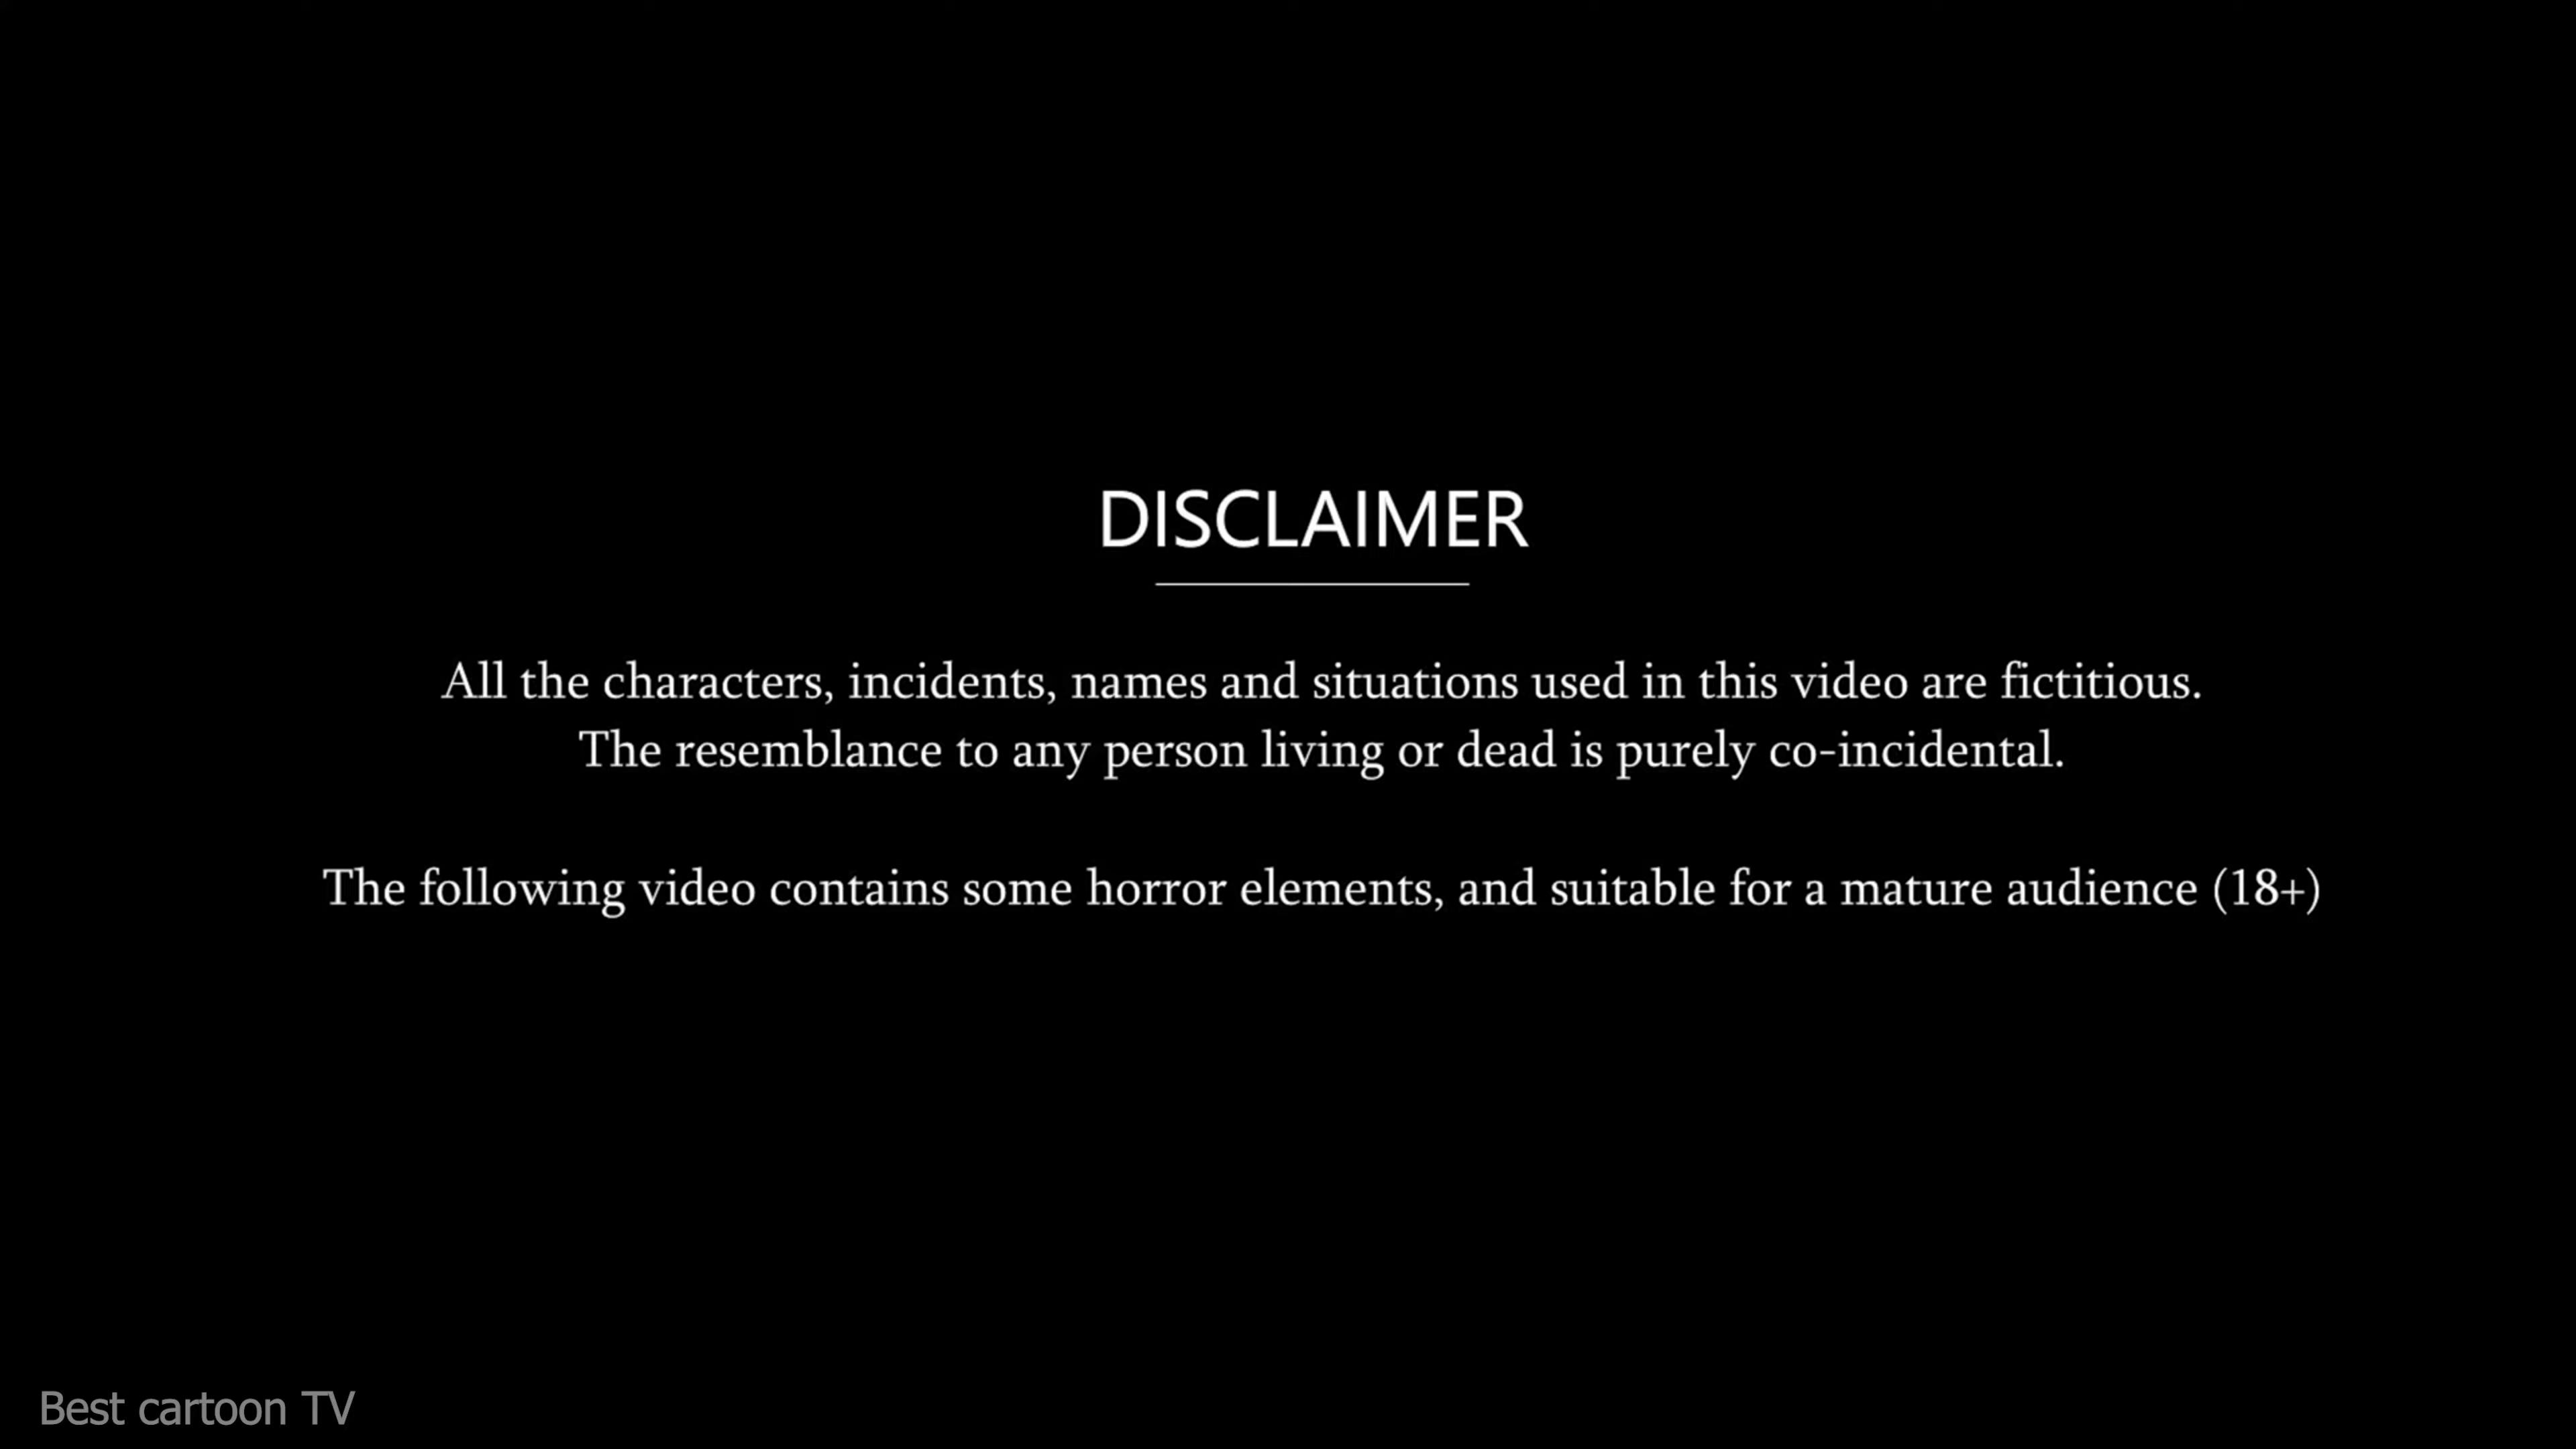 DISCLAIMER
All the characters, incidents, names and situations used in this video are fictitious.
The resemblance to any person living or dead is purely co-incidental.
The following video contains some horror elements, and suitable for a mature audience (18+)
Best cartoon TV